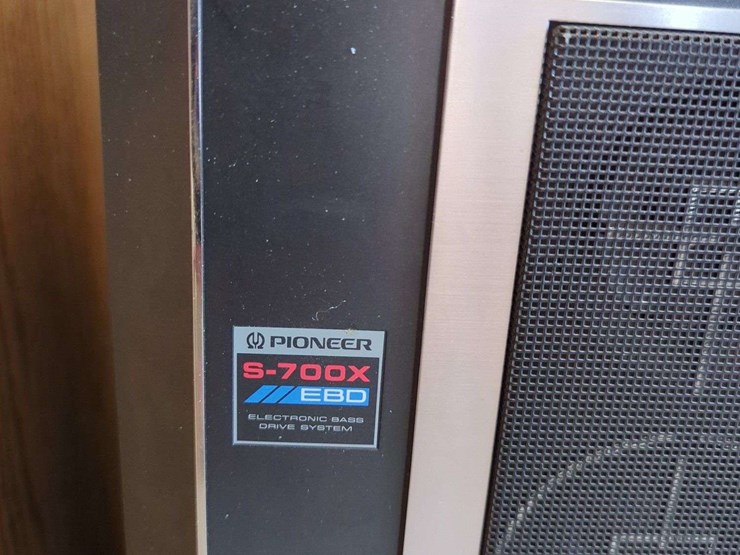 PIONEER
S-700X
EBD
ELECTRONIC BASS
DRIVE SYSTEM